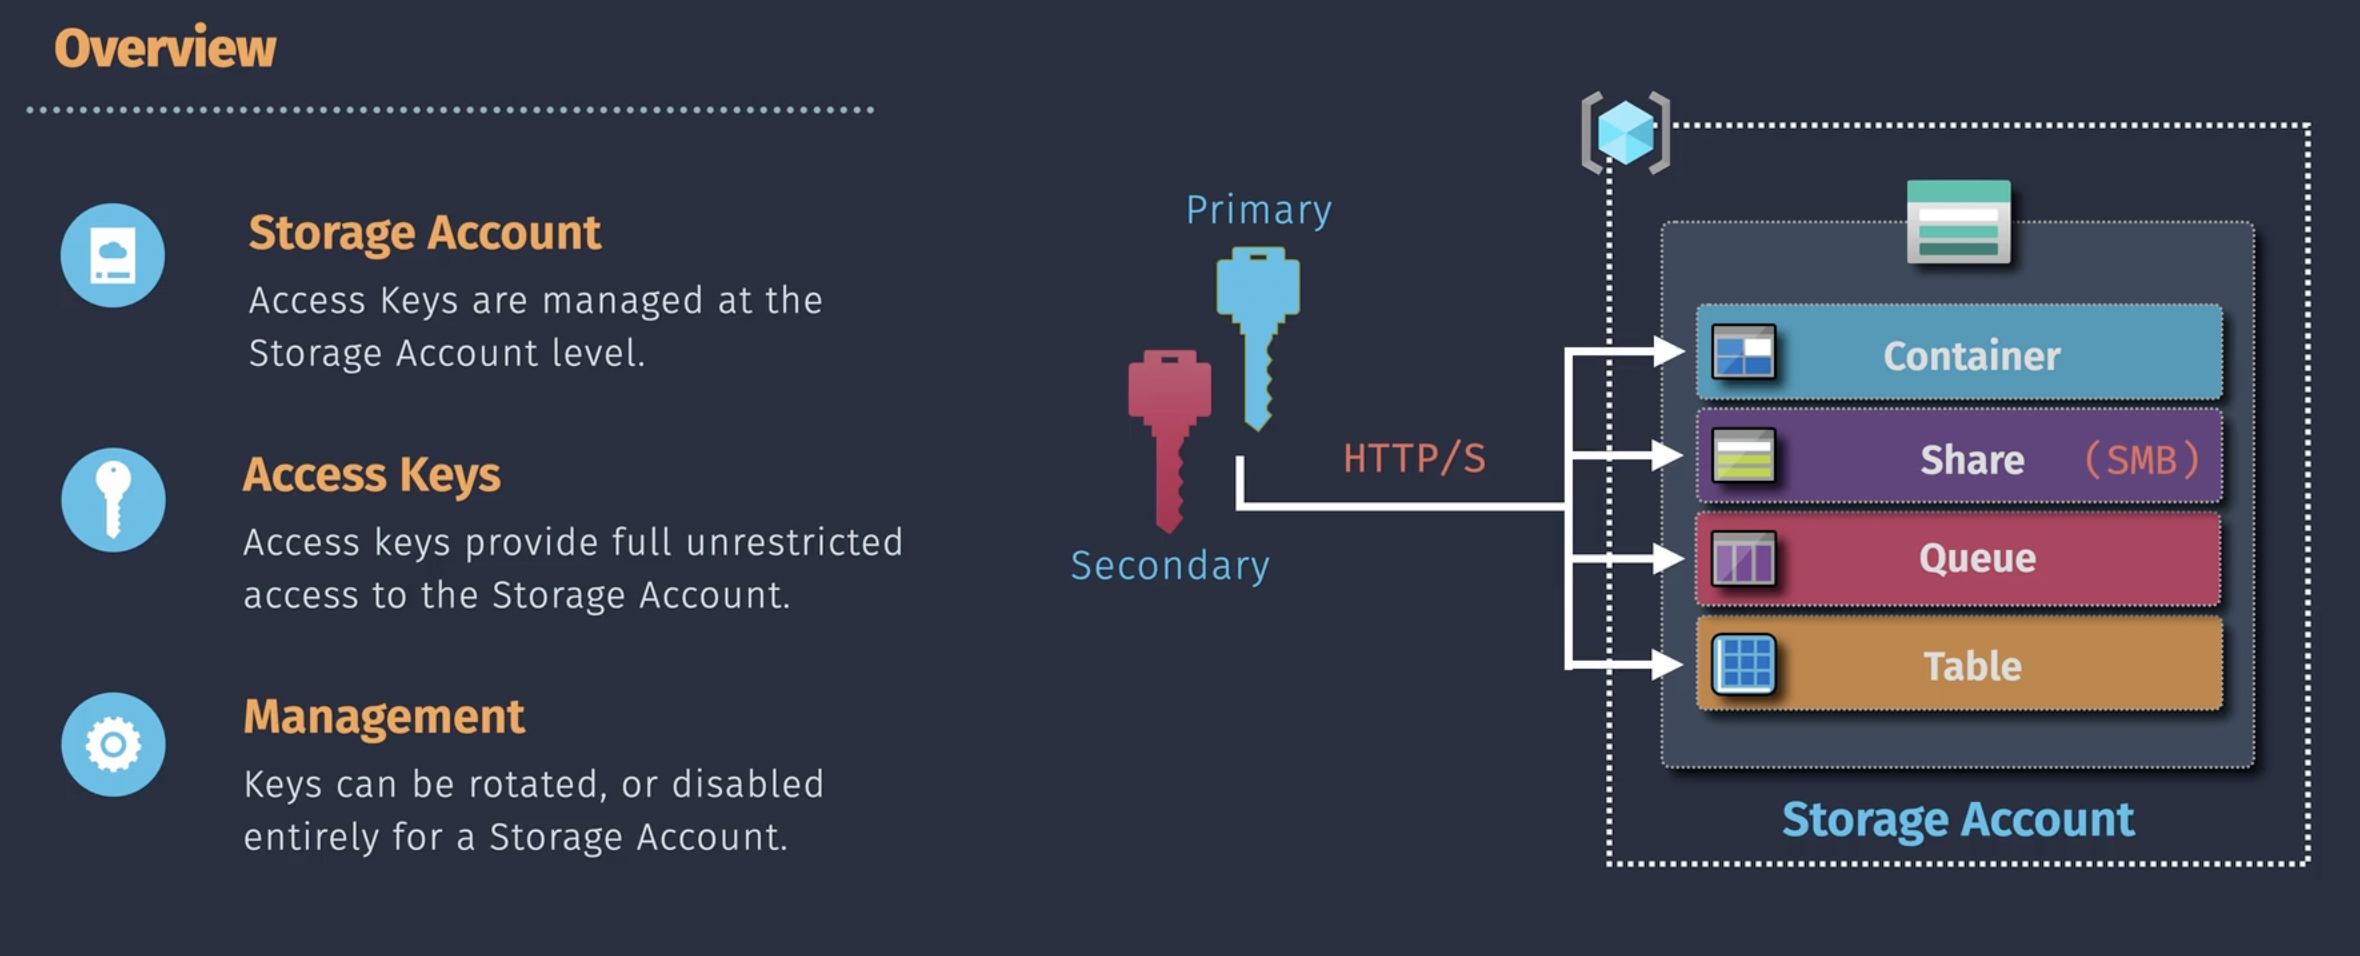 Overview
Storage Account
Access Keys are managed at the
Storage Account level.
Access Keys
Access keys provide full unrestricted
access to the Storage Account.
Management
Keys can be rotated, or disabled
entirely for a Storage Account.
Primary
Secondary
HTTP/S
Container
Share (SMB)
Queue
Table
Storage Account